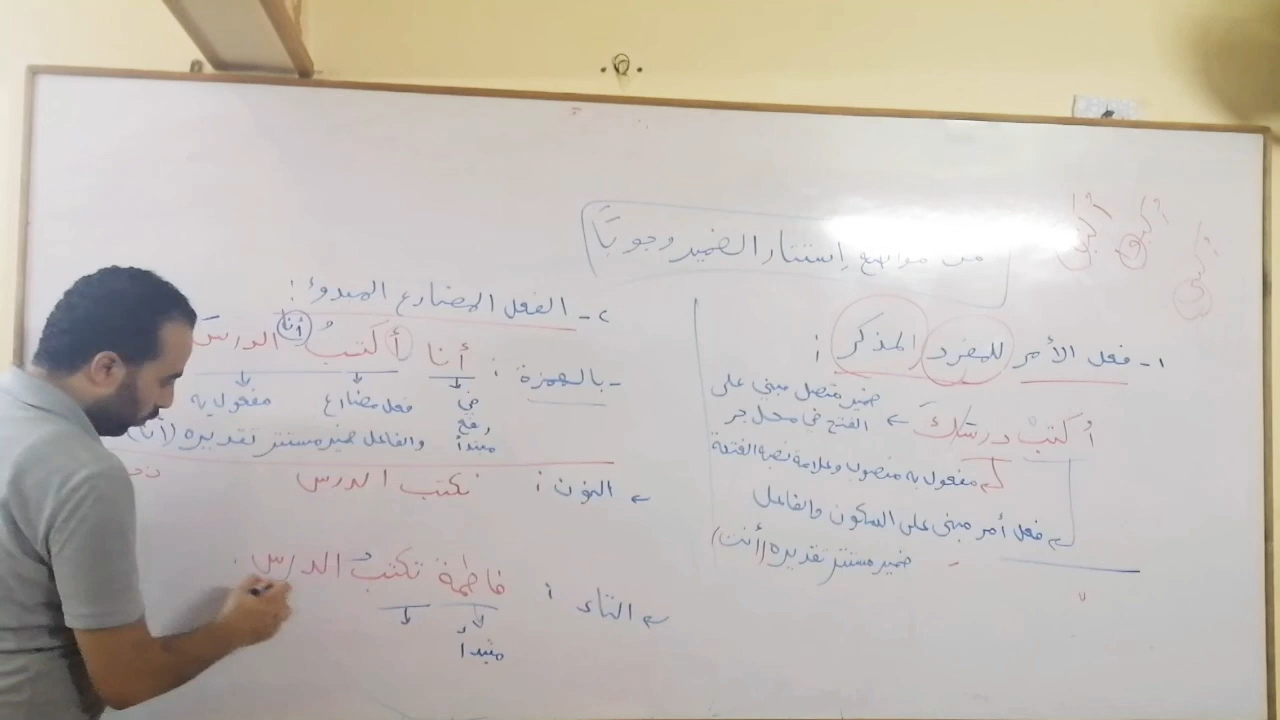 من مواضع إستتار الضمير وجوبًا
١- فعل الأمر للمفرد المذكر :
أُكتبْ درسَكَ ← ضمير متصل مبني على الفتح في محل جر
مفعول به منصوب وعلامة نصبه الفتحة
فعل أمر مبني على السكون والفاعل
ضمير مستتر تقديره (أنت)
٢- الفعل المضارع المبدوء :
- بالهمزة : أنا أكتبُ أنا الدرسَ
في رفع مبتدأ
فعل مضارع
مفعول به
والفاعل ضمير مستتر تقديره (أنا)
← النون : نكتب الدرس
نحن
← التاء : فاطمة تكتبُ الدرس .
مبتدأ